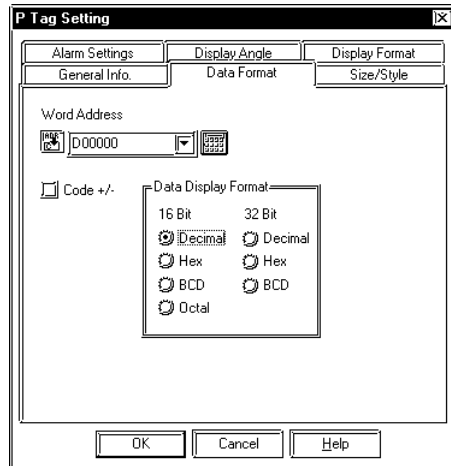 P Tag Setting
Alarm Settings Display Angle Display Format
General Info. Data Format Size/Style
Word Address
D00000
Code +/-
Data Display Format
16 Bit 32 Bit
Decimal Decimal
Hex Hex
BCD BCD
Octal
OK Cancel Help